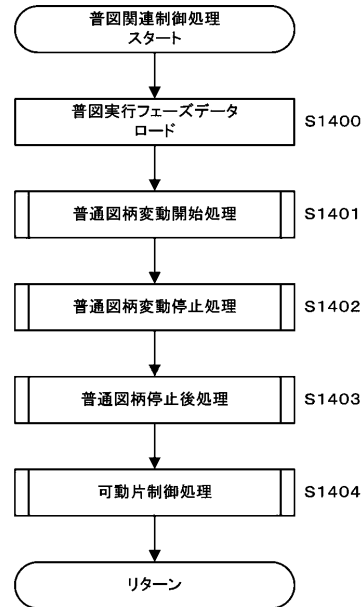 普図関連制御処理
スタート
普図実行フェーズデータ
ロード
S1400
普通図柄変動開始処理
S1401
普通図柄変動停止処理
S1402
普通図柄停止後処理
S1403
可動片制御処理
S1404
リターン